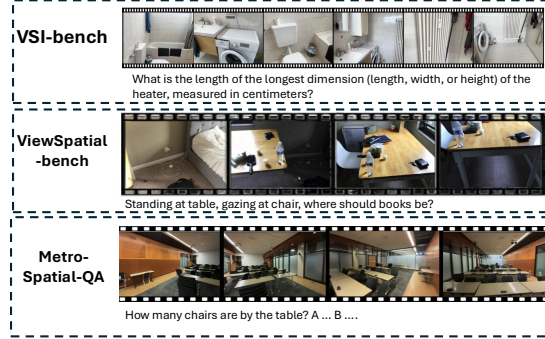 VSI-bench
What is the length of the longest dimension (length, width, or height) of the
heater, measured in centimeters?
ViewSpatial
-bench
Standing at table, gazing at chair, where should books be?
Metro-
Spatial-QA
How many chairs are by the table? A ... B ....